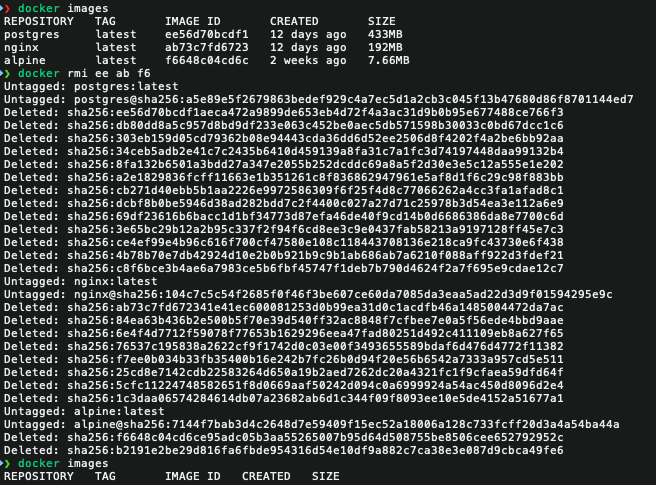 ❯ docker images
REPOSITORY   TAG       IMAGE ID       CREATED       SIZE
postgres     latest    ee56d70bcdf1   12 days ago   433MB
nginx        latest    ab73c7fd6723   12 days ago   192MB
alpine       latest    f6648c04cd6c   2 weeks ago   7.66MB
❯ docker rmi ee ab f6
Untagged: postgres:latest
Untagged: postgres@sha256:a5e89e5f2679863bedef929c4a7ec5d1a2cb3c045f13b47680d86f8701144ed7
Deleted: sha256:ee56d70bcdf1aeca472a9899de653eb4d72f4a3ac31d9b0b95e677488ce766f3
Deleted: sha256:db80dd8a5c957d8bd9df233e063c452be0aec5db571598b30033c0bd67dcc1c6
Deleted: sha256:303eb159d05cd79362b08e94443cda36dd6d52ee2506d8f4202f4a2be6bb92aa
Deleted: sha256:34ceb5adb2e41c7c2435b6410d459139a8fa31c7a1fc3d74197448daa99132b4
Deleted: sha256:8fa132b6501a3bdd27a347e2055b252dcddc69a8a5f2d30e3e5c12a555e1e202
Deleted: sha256:a2e1829836fcff11663e1b351261c8f836862947961e5af8d1f6c29c98f883bb
Deleted: sha256:cb271d40ebb5b1aa2226e9972586309f6f25f4d8c77066262a4cc3fa1afad8c1
Deleted: sha256:dcbf8b0be5946d38ad282bdd7c2f4400c027a27d71c25978b3d54ea3e112a6e9
Deleted: sha256:69df23616b6bacc1d1bf34773d87efa46de40f9cd14b0d6686386da8e7700c6d
Deleted: sha256:3e65bc29b12a2b95c337f2f94f6cd8ee3c9e0437fab58213a9197128ff45e7c3
Deleted: sha256:ce4ef99e4b96c616f700cf47580e108c118443708136e218ca9fc43730e6f438
Deleted: sha256:4b78b70e7db42924d10e2b0b921b9c9b1ab686ab7a6210f088aff922d3fdef21
Deleted: sha256:c8f6bce3b4ae6a7983ce5b6fbf45747f1deb7b790d4624f2a7f695e9cdae12c7
Untagged: nginx:latest
Untagged: nginx@sha256:104c7c5c54f2685f0f46f3be607ce60da7085da3eaa5ad22d3d9f01594295e9c
Deleted: sha256:ab73c7fd672341e41ec600081253d0b99ea31d0c1acdfb46a1485004472da7ac
Deleted: sha256:84ea63b436b2e500b5f70e39d540ff32ac8848f7cfbee7e0a5f56ede4bbd9aae
Deleted: sha256:6e4f4d7712f59078f77653b1629296eea47fad80251d492c411109eb8a627f65
Deleted: sha256:76537c195838a2622cf9f1742d0c03e00f3493655589bdaf6d476d4772f11382
Deleted: sha256:f7ee0b034b33fb35400b16e242b7fc26b0d94f20e56b6542a7333a957cd5e511
Deleted: sha256:25cd8e7142cdb22583264d650a19b2aed7262dc20a4321fc1f9cfaea59dfd64f
Deleted: sha256:5cfc11224748582651f8d0669aaf50242d094c0a6999924a54ac450d8096d2e4
Deleted: sha256:1c3daa06574284614db07a23682ab6d1c344f09f8093ee10e5de4152a51677a1
Untagged: alpine:latest
Untagged: alpine@sha256:7144f7bab3d4c2648d7e59409f15ec52a18006a128c733fcff20d3a4a54ba44a
Deleted: sha256:f6648c04cd6ce95adc05b3aa55265007b95d64d508755be8506cee652792952c
Deleted: sha256:b2191e2be29d816fa6fbde954316d54e10df9a882c7ca38e3e087d9cbca49fe6
❯ docker images
REPOSITORY   TAG       IMAGE ID   CREATED   SIZE